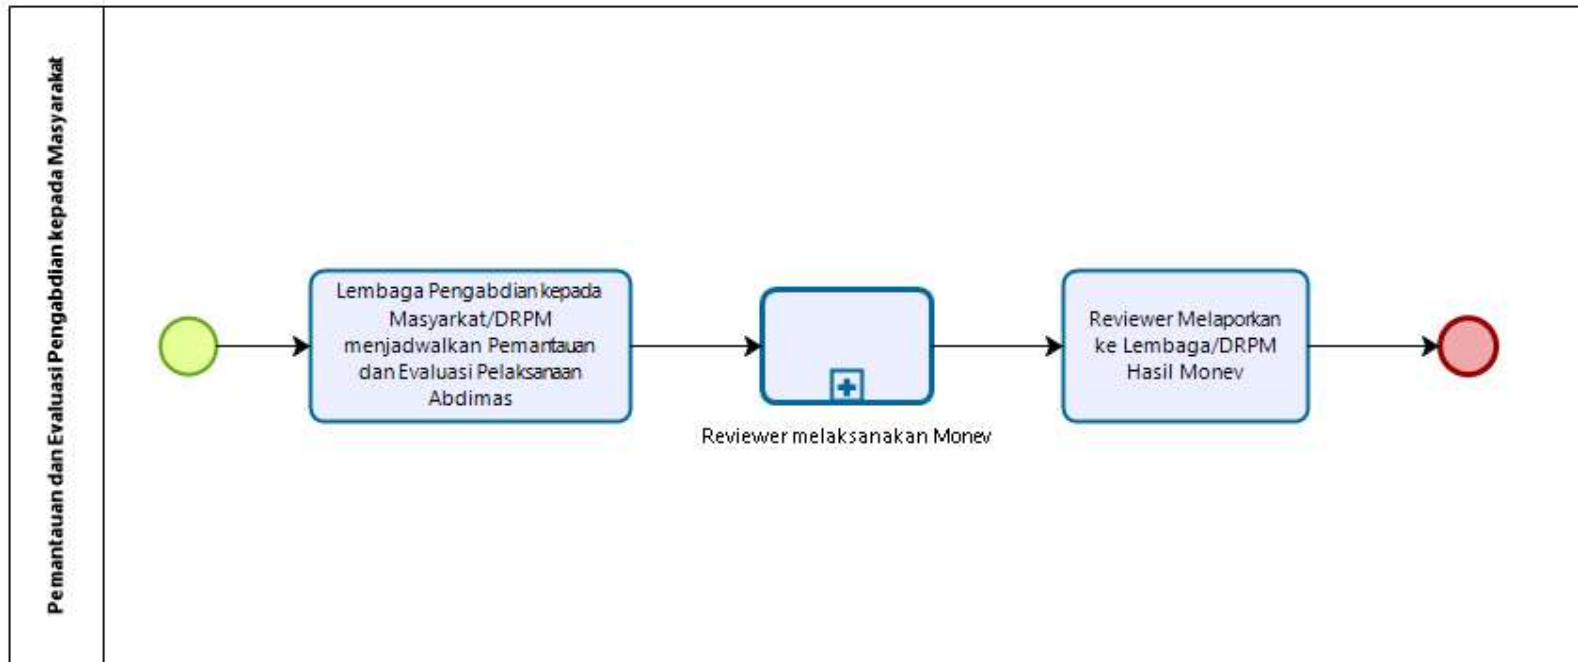 Pemantauan dan Evaluasi Pengabdian kepada Masyarakat
Lembaga Pengabdian kepada
Masyarkat/DRPM
menjadwalkan Pemantauan
dan Evaluasi Pelaksanaan
Abdimas
Reviewer melaksanakan Monev
Reviewer Melaporkan
ke Lembaga/DRPM
Hasil Monev